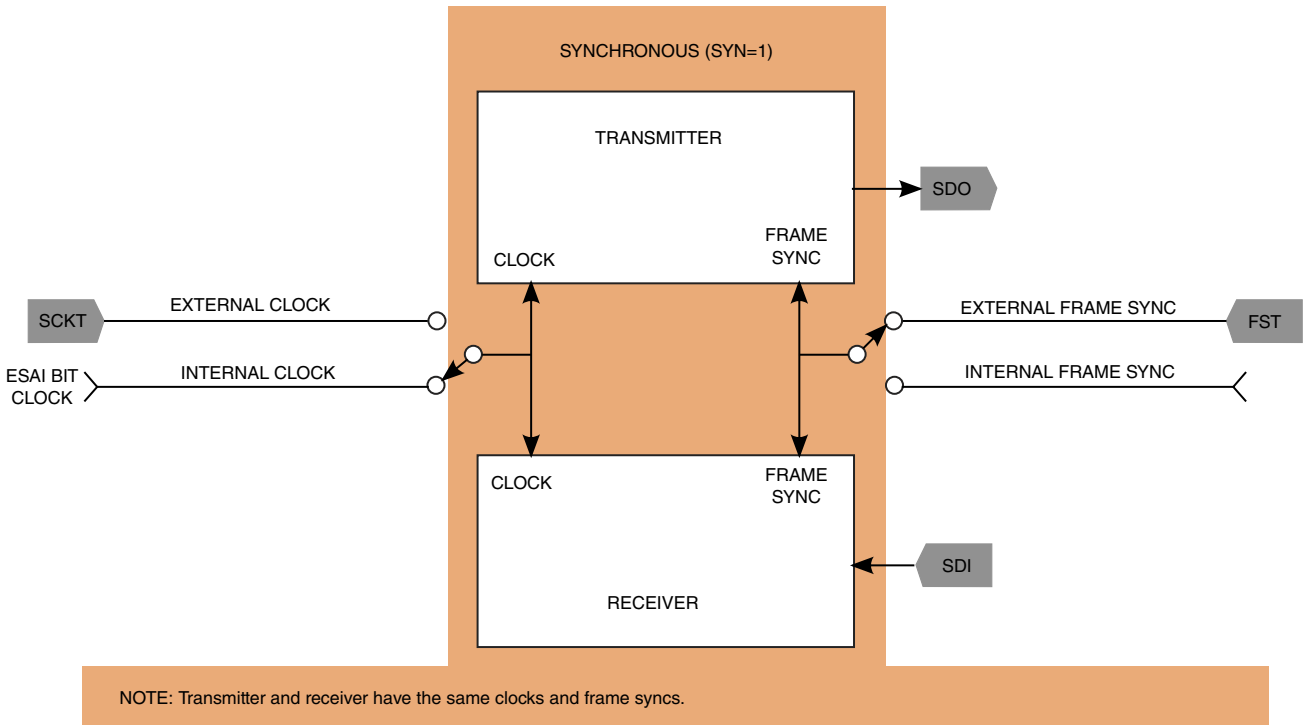 SYNCHRONOUS (SYN=1)
TRANSMITTER
SDO
FRAME
SYNC
CLOCK
EXTERNAL CLOCK
SCKT
EXTERNAL FRAME SYNC
FST
ESAI BIT
CLOCK
INTERNAL CLOCK
INTERNAL FRAME SYNC
CLOCK
FRAME
SYNC
SDI
RECEIVER
NOTE: Transmitter and receiver have the same clocks and frame syncs.